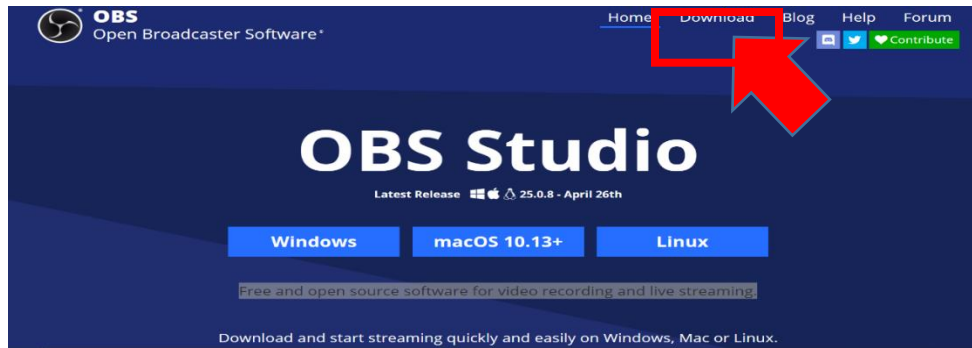 OBS
Open Broadcaster Software®
Home Download Blog Help Forum
Contribute
OBS Studio
Latest Release 25.0.8 - April 26th
Windows macOS 10.13+ Linux
Free and open source software for video recording and live streaming.
Download and start streaming quickly and easily on Windows, Mac or Linux.